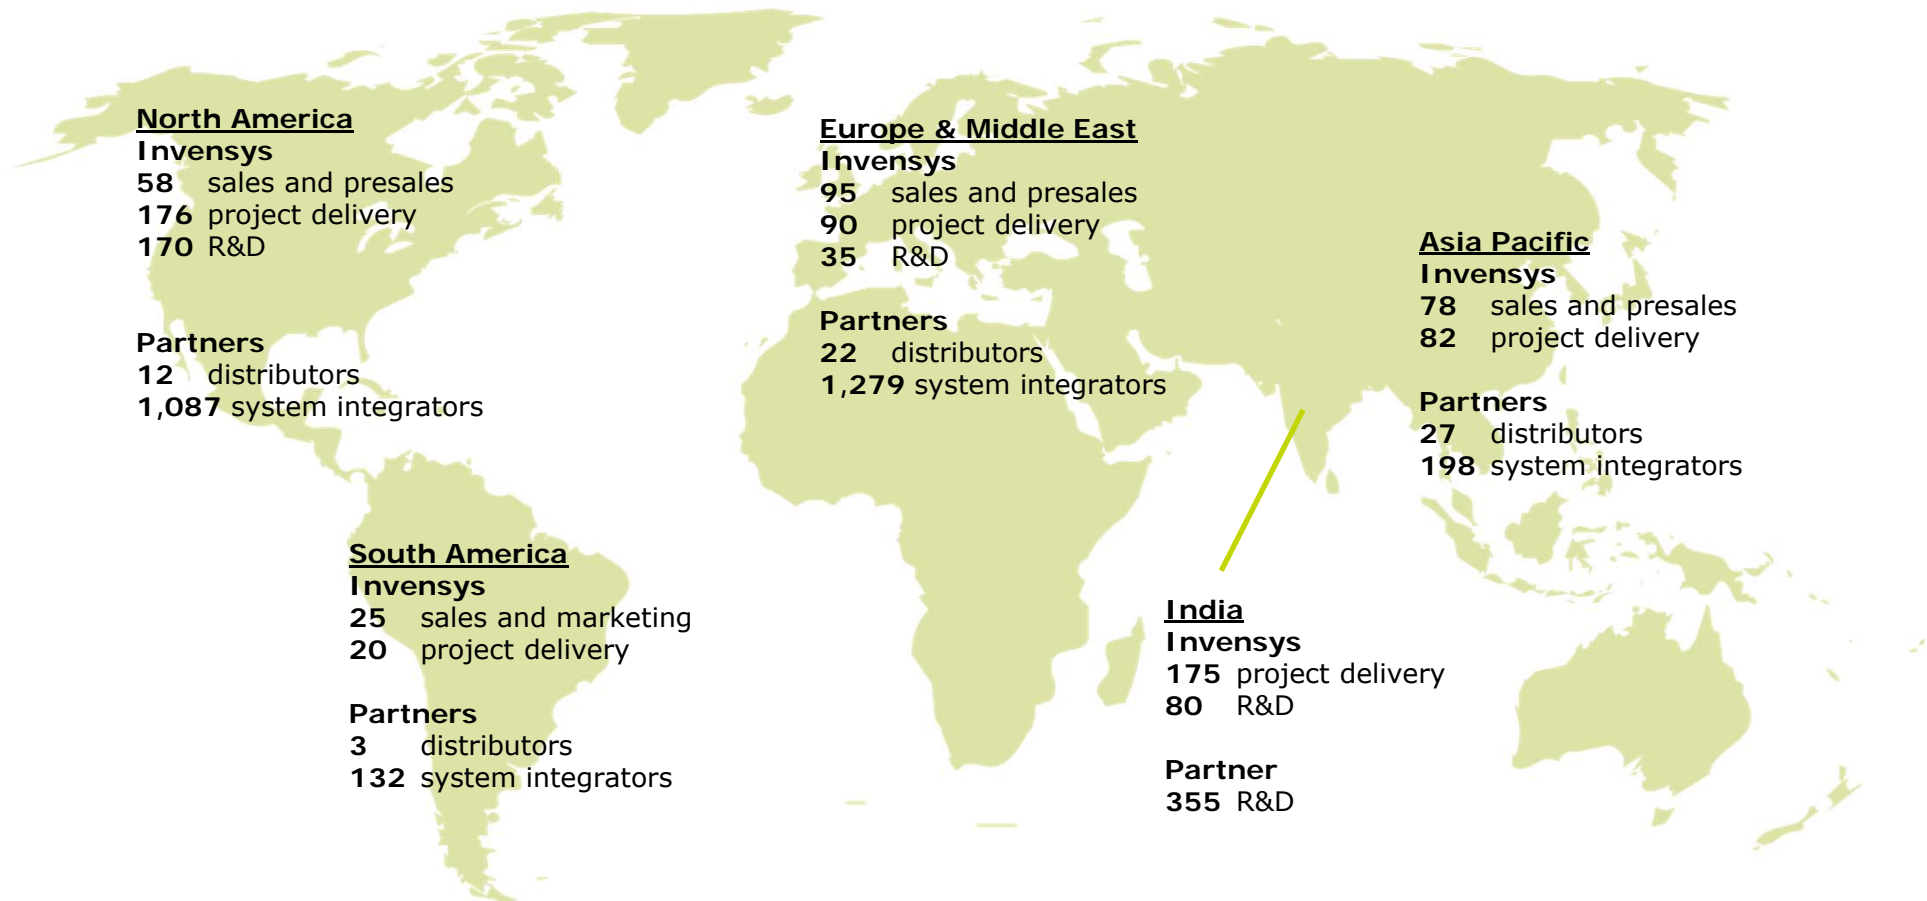 North America
Invensys
58 sales and presales
176 project delivery
170 R&D
Partners
12 distributors
1,087 system integrators
Europe & Middle East
Invensys
95 sales and presales
90 project delivery
35 R&D
Partners
22 distributors
1,279 system integrators
Asia Pacific
Invensys
78 sales and presales
82 project delivery
Partners
27 distributors
198 system integrators
South America
Invensys
25 sales and marketing
20 project delivery
Partners
3 distributors
132 system integrators
India
Invensys
175 project delivery
80 R&D
Partner
355 R&D